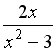 2x
x² − 3